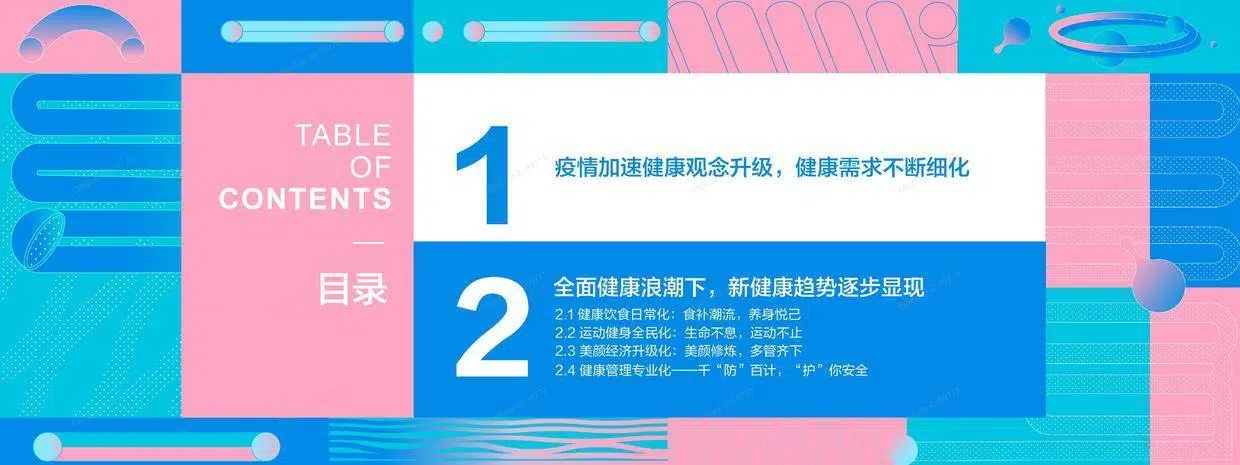 TABLE
OF
CONTENTS
目录
1
疫情加速健康观念升级，健康需求不断细化
2
全面健康浪潮下，新健康趋势逐步显现
2.1 健康饮食日常化：食补潮流，养身悦己
2.2 运动健身全民化：生命不息，运动不止
2.3 美颜经济升级化：美颜修炼，多管齐下
2.4 健康管理专业化——千“防”百计，“护”你安全